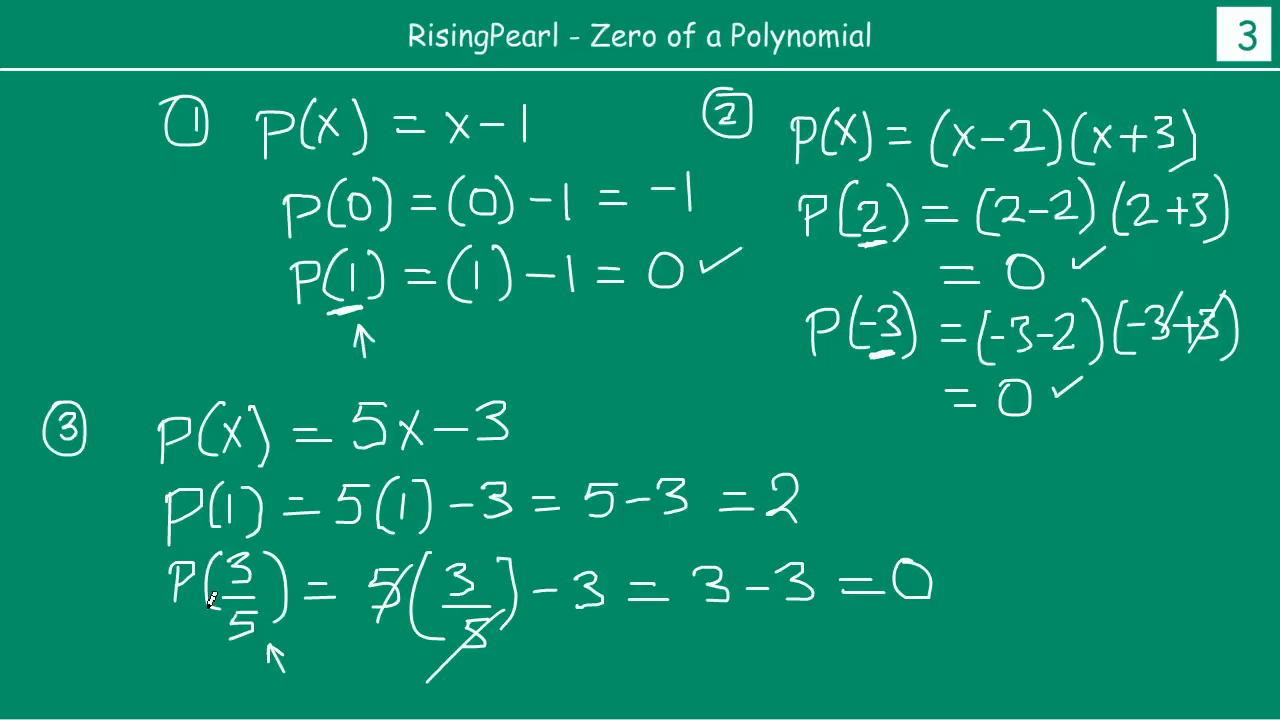 RisingPearl - Zero of a Polynomial
3
① P(x) = x - 1
P(0) = (0) - 1 = -1
P(1) = (1) - 1 = 0 ✓
② P(x) = (x-2)(x+3)
P(2) = (2-2)(2+3)
= 0 ✓
P(-3) = (-3-2)(-3+3)
= 0 ✓
③ P(x) = 5x - 3
P(1) = 5(1) - 3 = 5 - 3 = 2
P(3/5) = 5(3/5) - 3 = 3 - 3 = 0